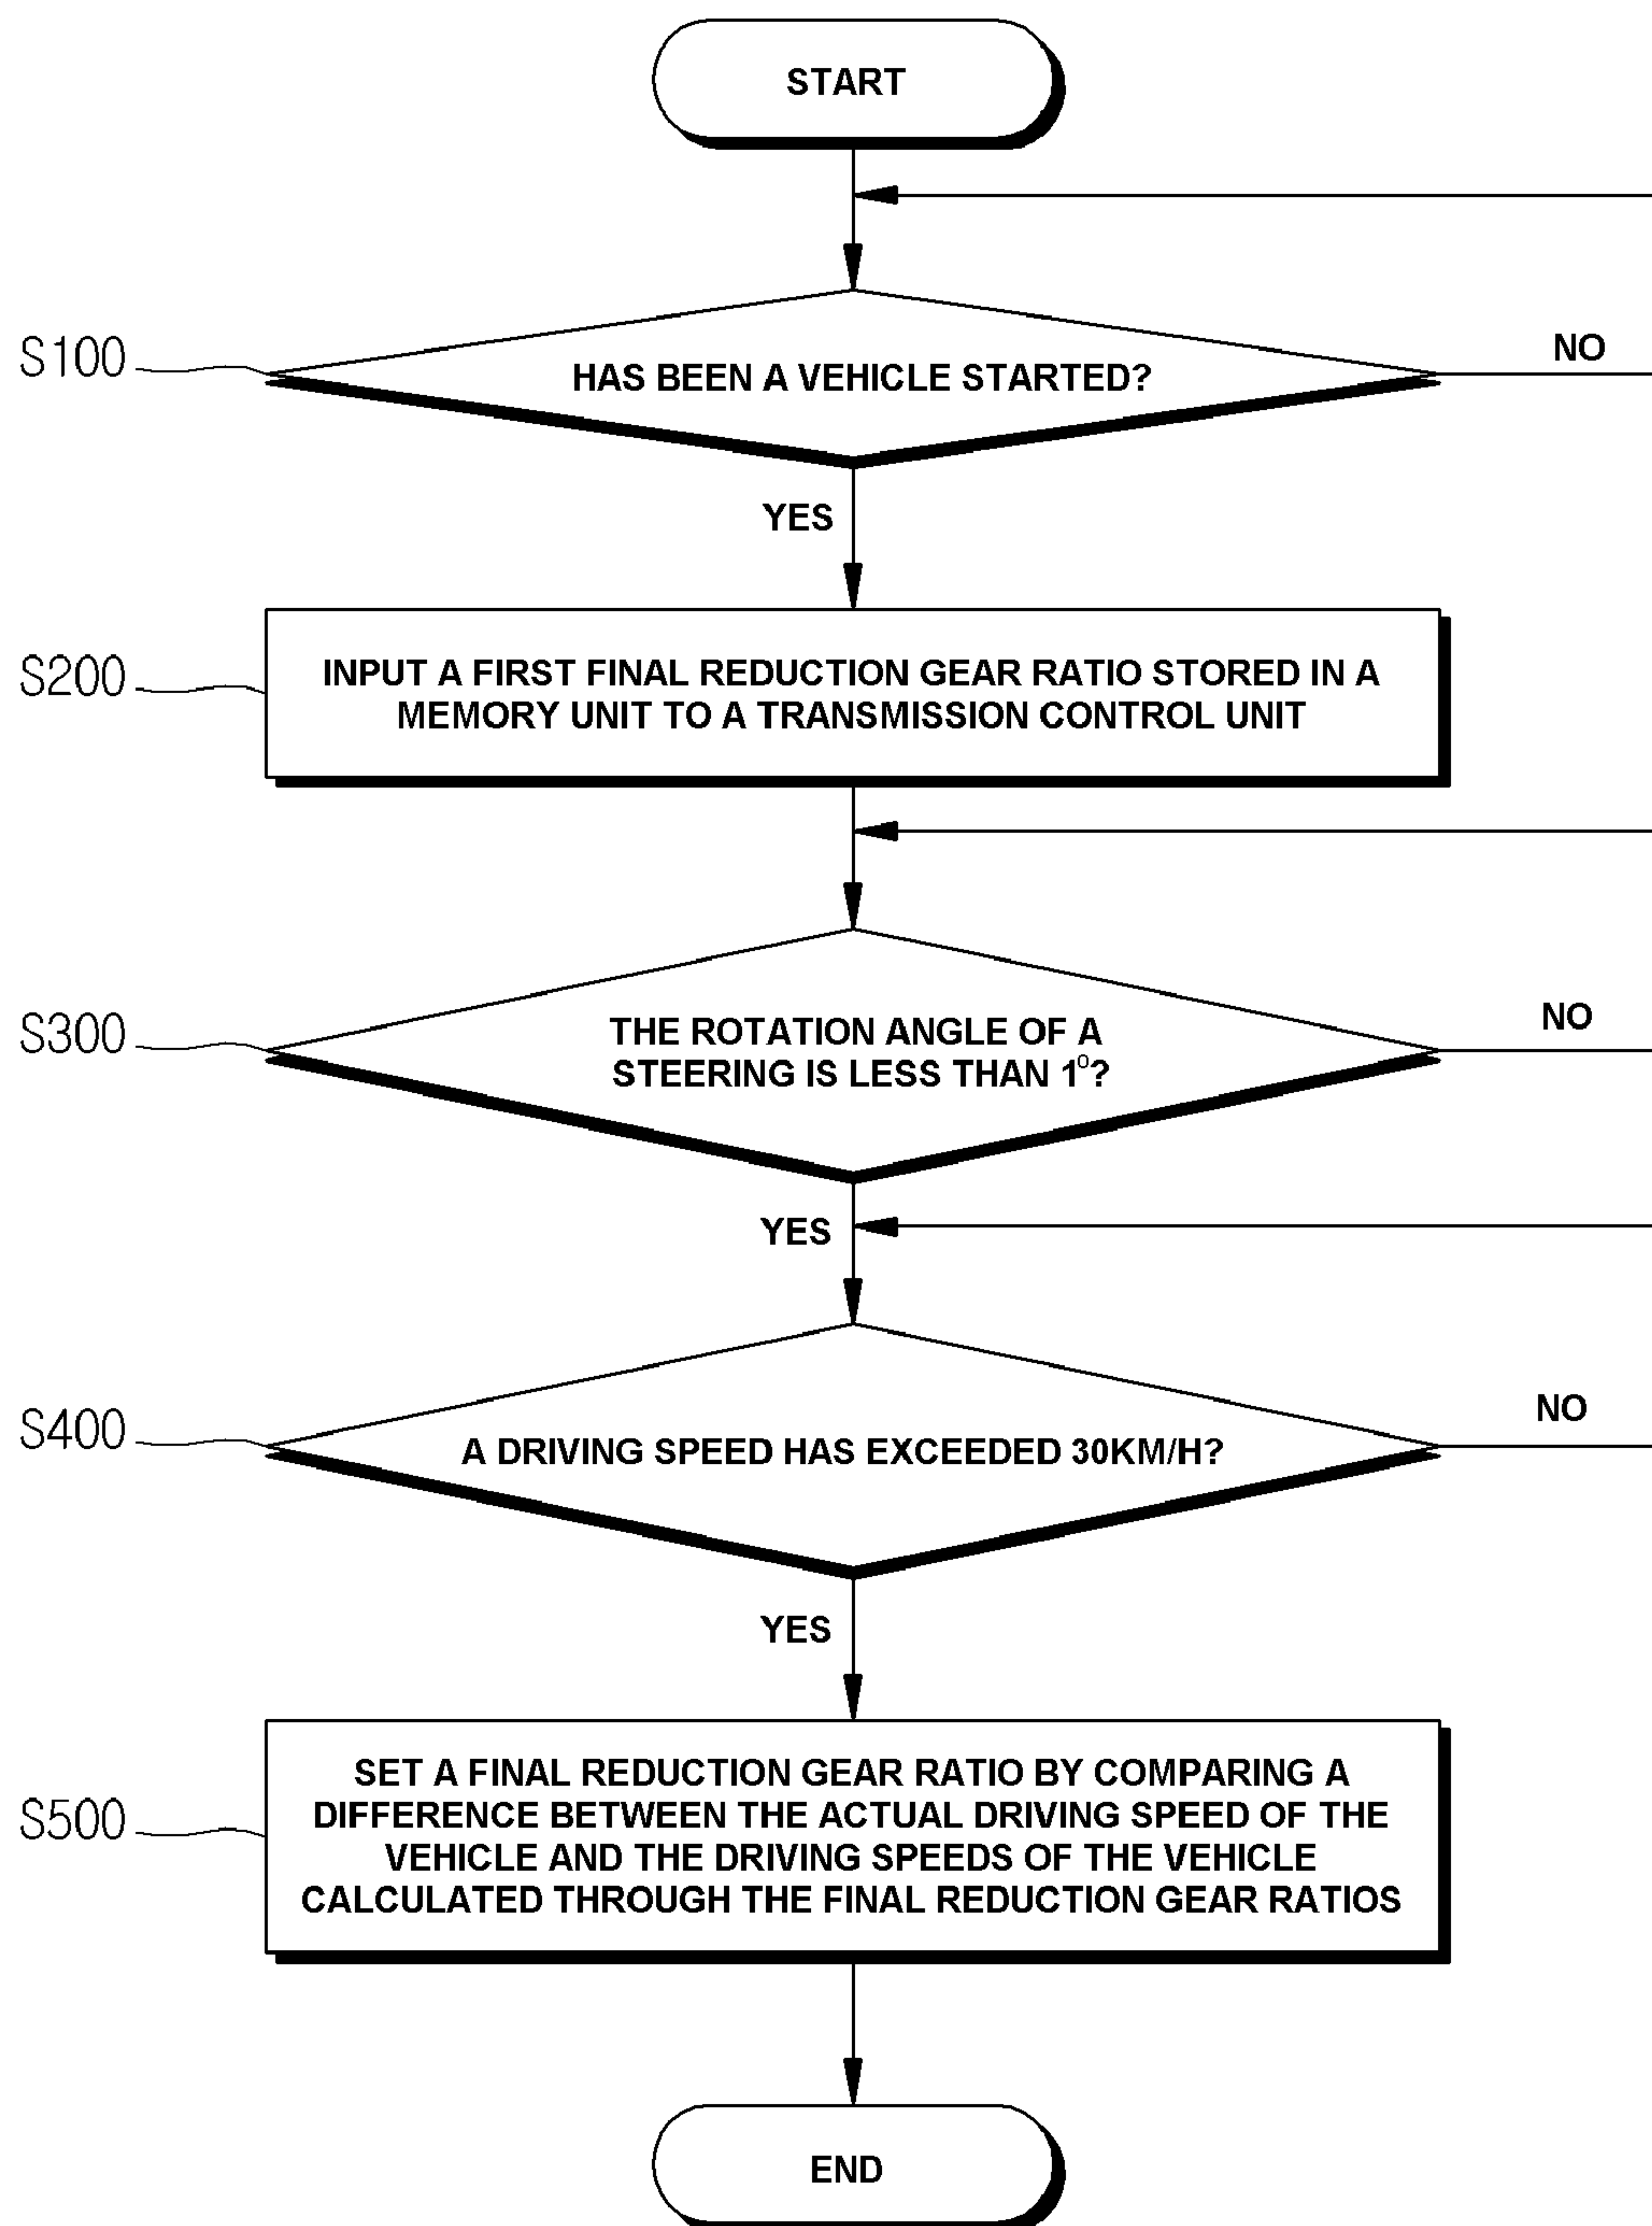 START
S100
HAS BEEN A VEHICLE STARTED?
NO
YES
S200
INPUT A FIRST FINAL REDUCTION GEAR RATIO STORED IN A
MEMORY UNIT TO A TRANSMISSION CONTROL UNIT
S300
THE ROTATION ANGLE OF A
STEERING IS LESS THAN 1°?
NO
YES
S400
A DRIVING SPEED HAS EXCEEDED 30KM/H?
NO
YES
S500
SET A FINAL REDUCTION GEAR RATIO BY COMPARING A
DIFFERENCE BETWEEN THE ACTUAL DRIVING SPEED OF THE
VEHICLE AND THE DRIVING SPEEDS OF THE VEHICLE
CALCULATED THROUGH THE FINAL REDUCTION GEAR RATIOS
END